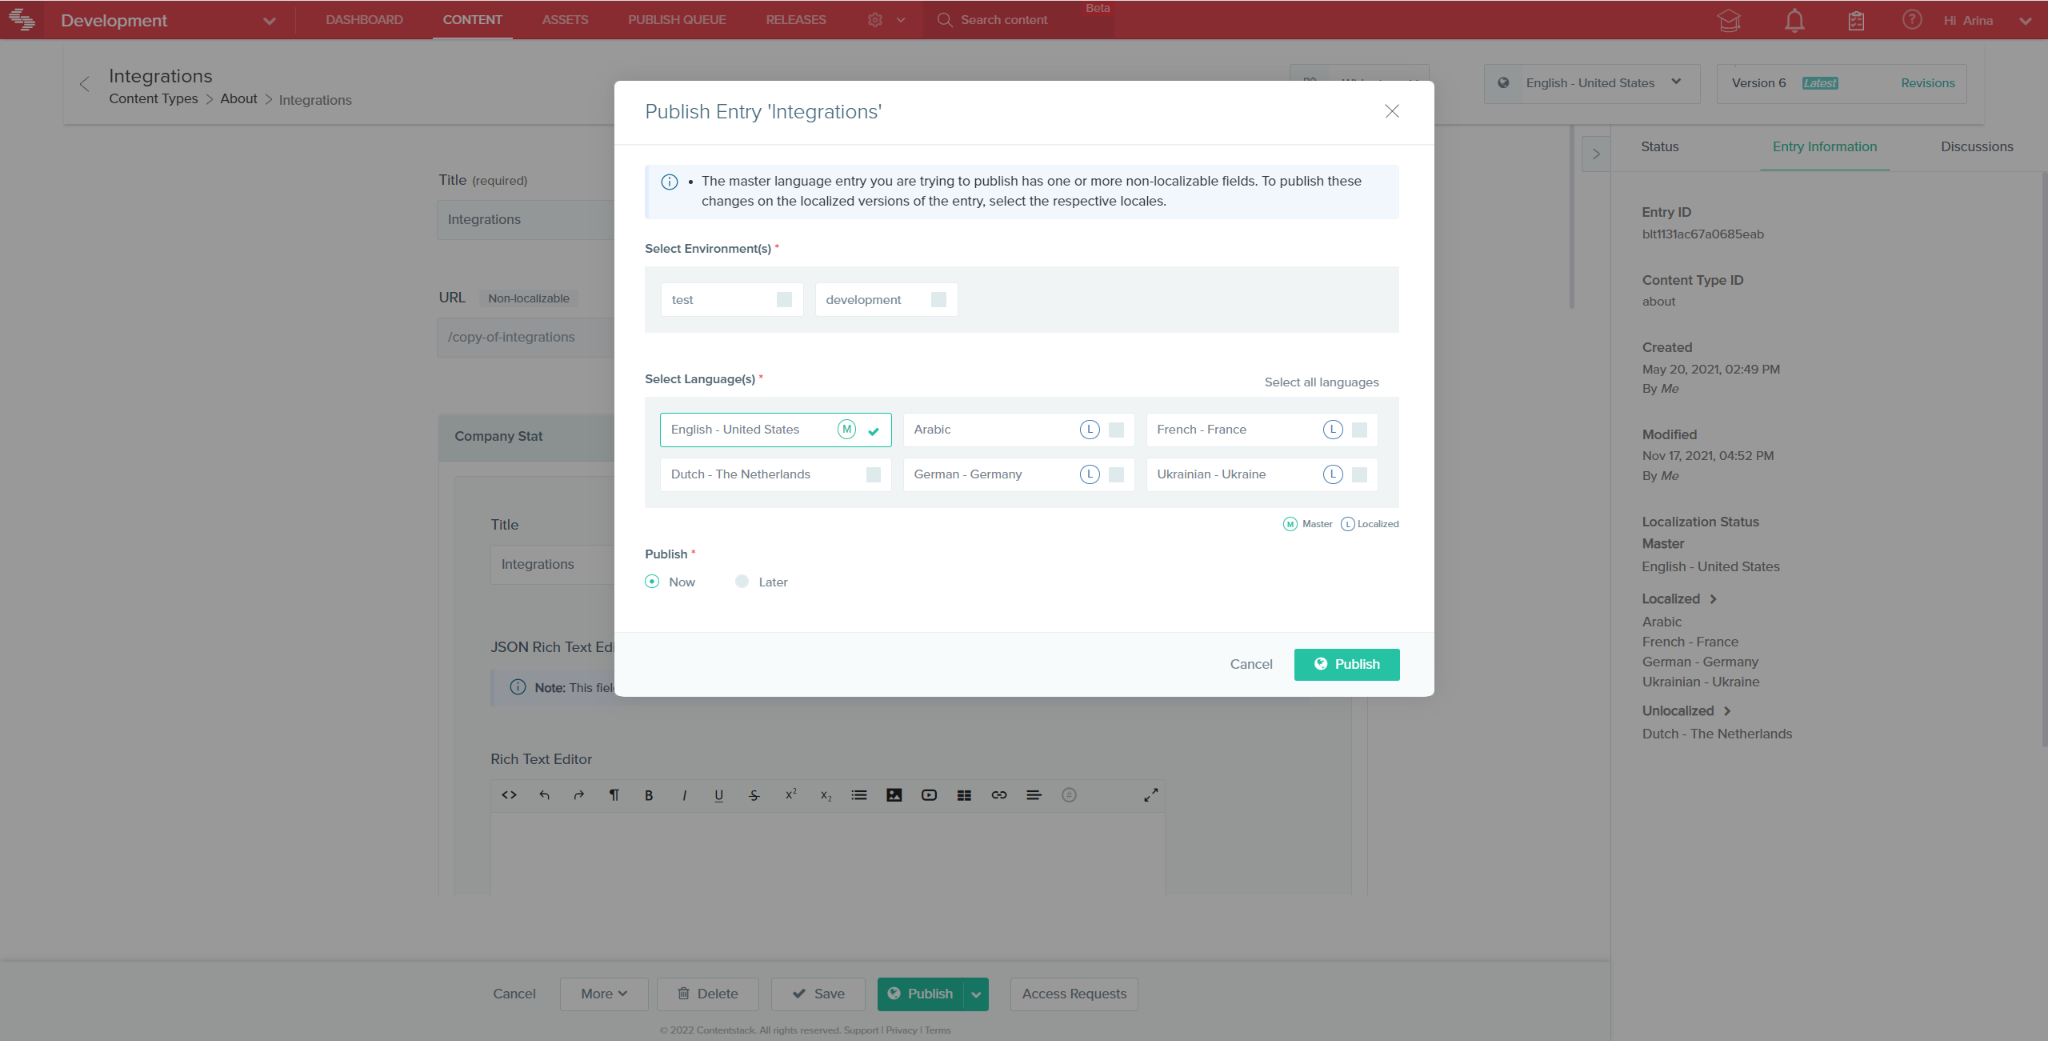 Development
DASHBOARD
CONTENT
ASSETS
PUBLISH QUEUE
RELEASES
Search content
Beta
Hi Arina
Integrations
Content Types > About > Integrations
English - United States
Version 6 Latest
Revisions
Title (required)
Integrations
URL Non-localizable
/copy-of-integrations
Company Stat
Title
Integrations
JSON Rich Text Edi
Note: This fiel
Rich Text Editor
Publish Entry 'Integrations'
• The master language entry you are trying to publish has one or more non-localizable fields. To publish these
changes on the localized versions of the entry, select the respective locales.
Select Environment(s) *
test
development
Select Language(s) *
Select all languages
English - United States M
Arabic L
French - France L
Dutch - The Netherlands
German - Germany L
Ukrainian - Ukraine L
M Master L Localized
Publish *
Now
Later
Cancel
Publish
Status
Entry Information
Discussions
Entry ID
blt1131ac67a0685eab
Content Type ID
about
Created
May 20, 2021, 02:49 PM
By Me
Modified
Nov 17, 2021, 04:52 PM
By Me
Localization Status
Master
English - United States
Localized >
Arabic
French - France
German - Germany
Ukrainian - Ukraine
Unlocalized >
Dutch - The Netherlands
Cancel
More
Delete
Save
Publish
Access Requests
© 2022 Contentstack. All rights reserved. Support | Privacy | Terms